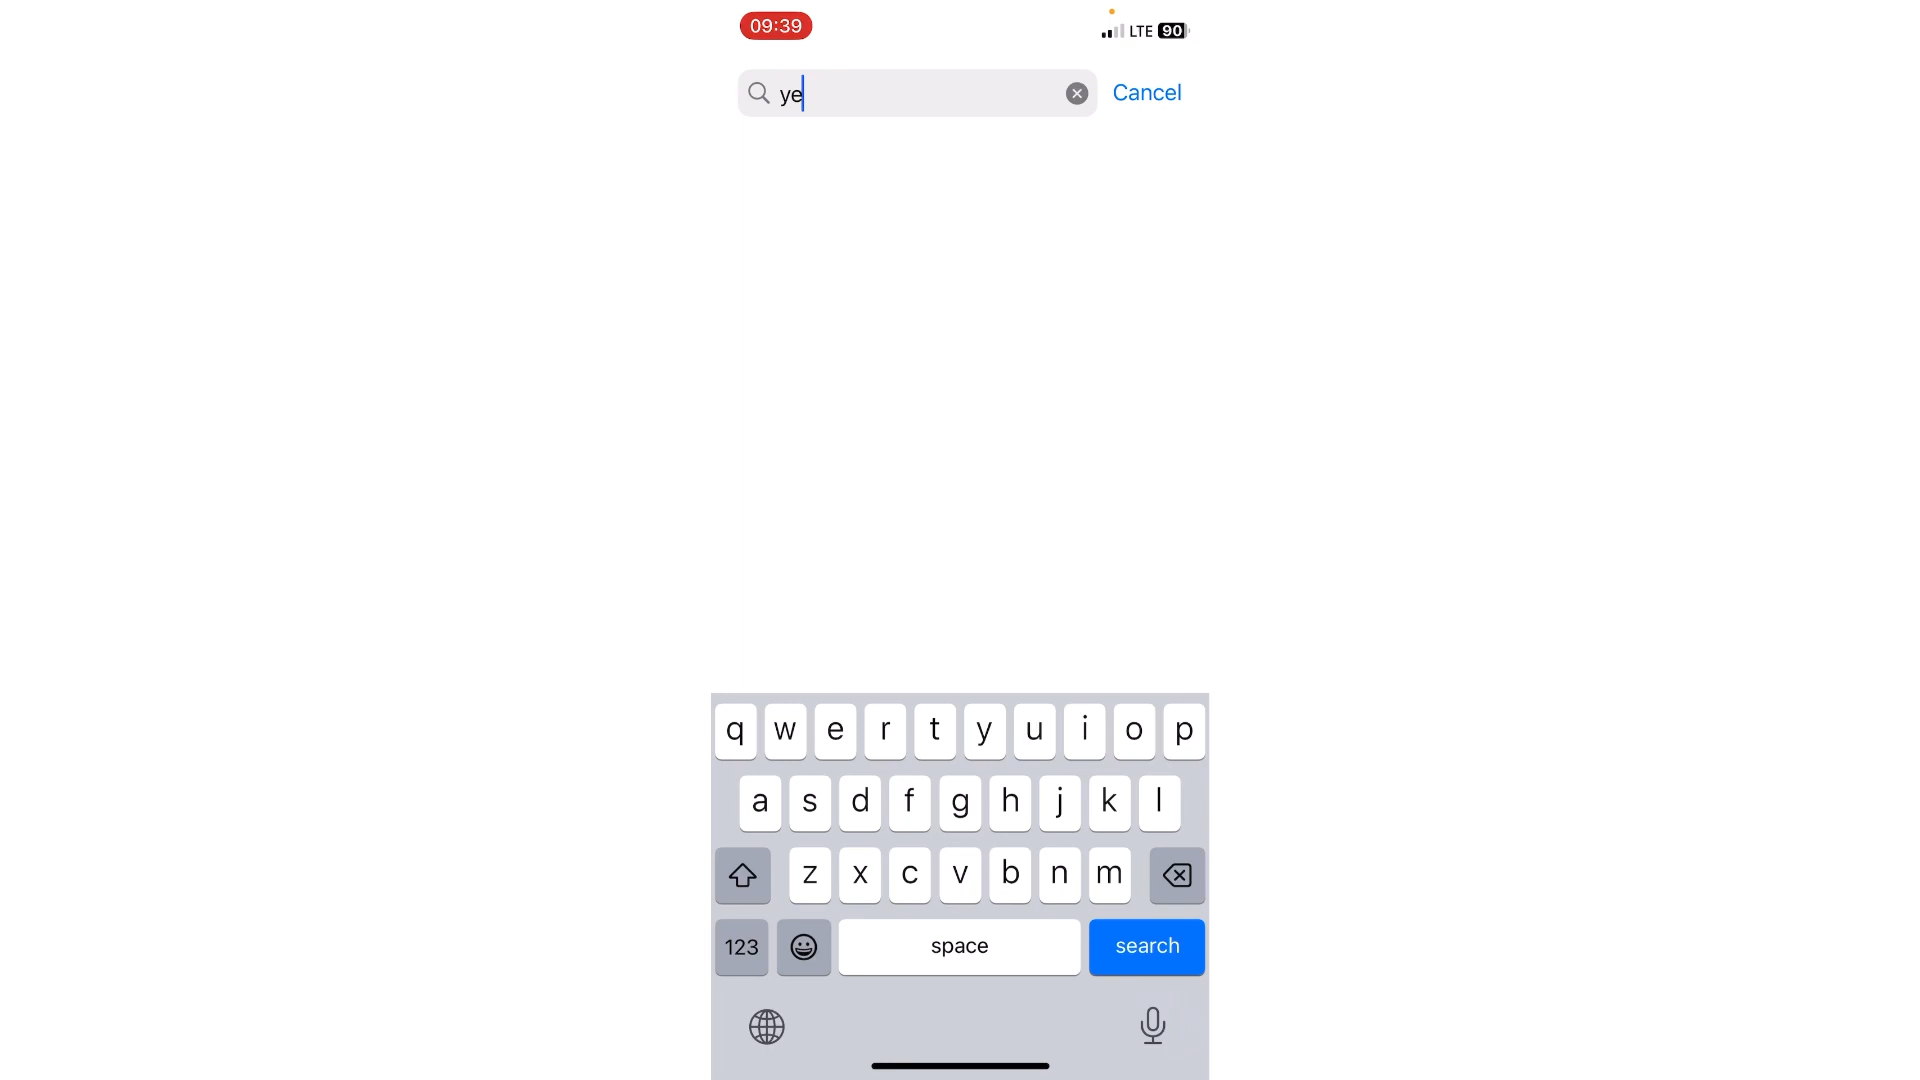 09:39
LTE 90
ye
Cancel
q w e r t y u i o p
a s d f g h j k l
z x c v b n m
123 space search